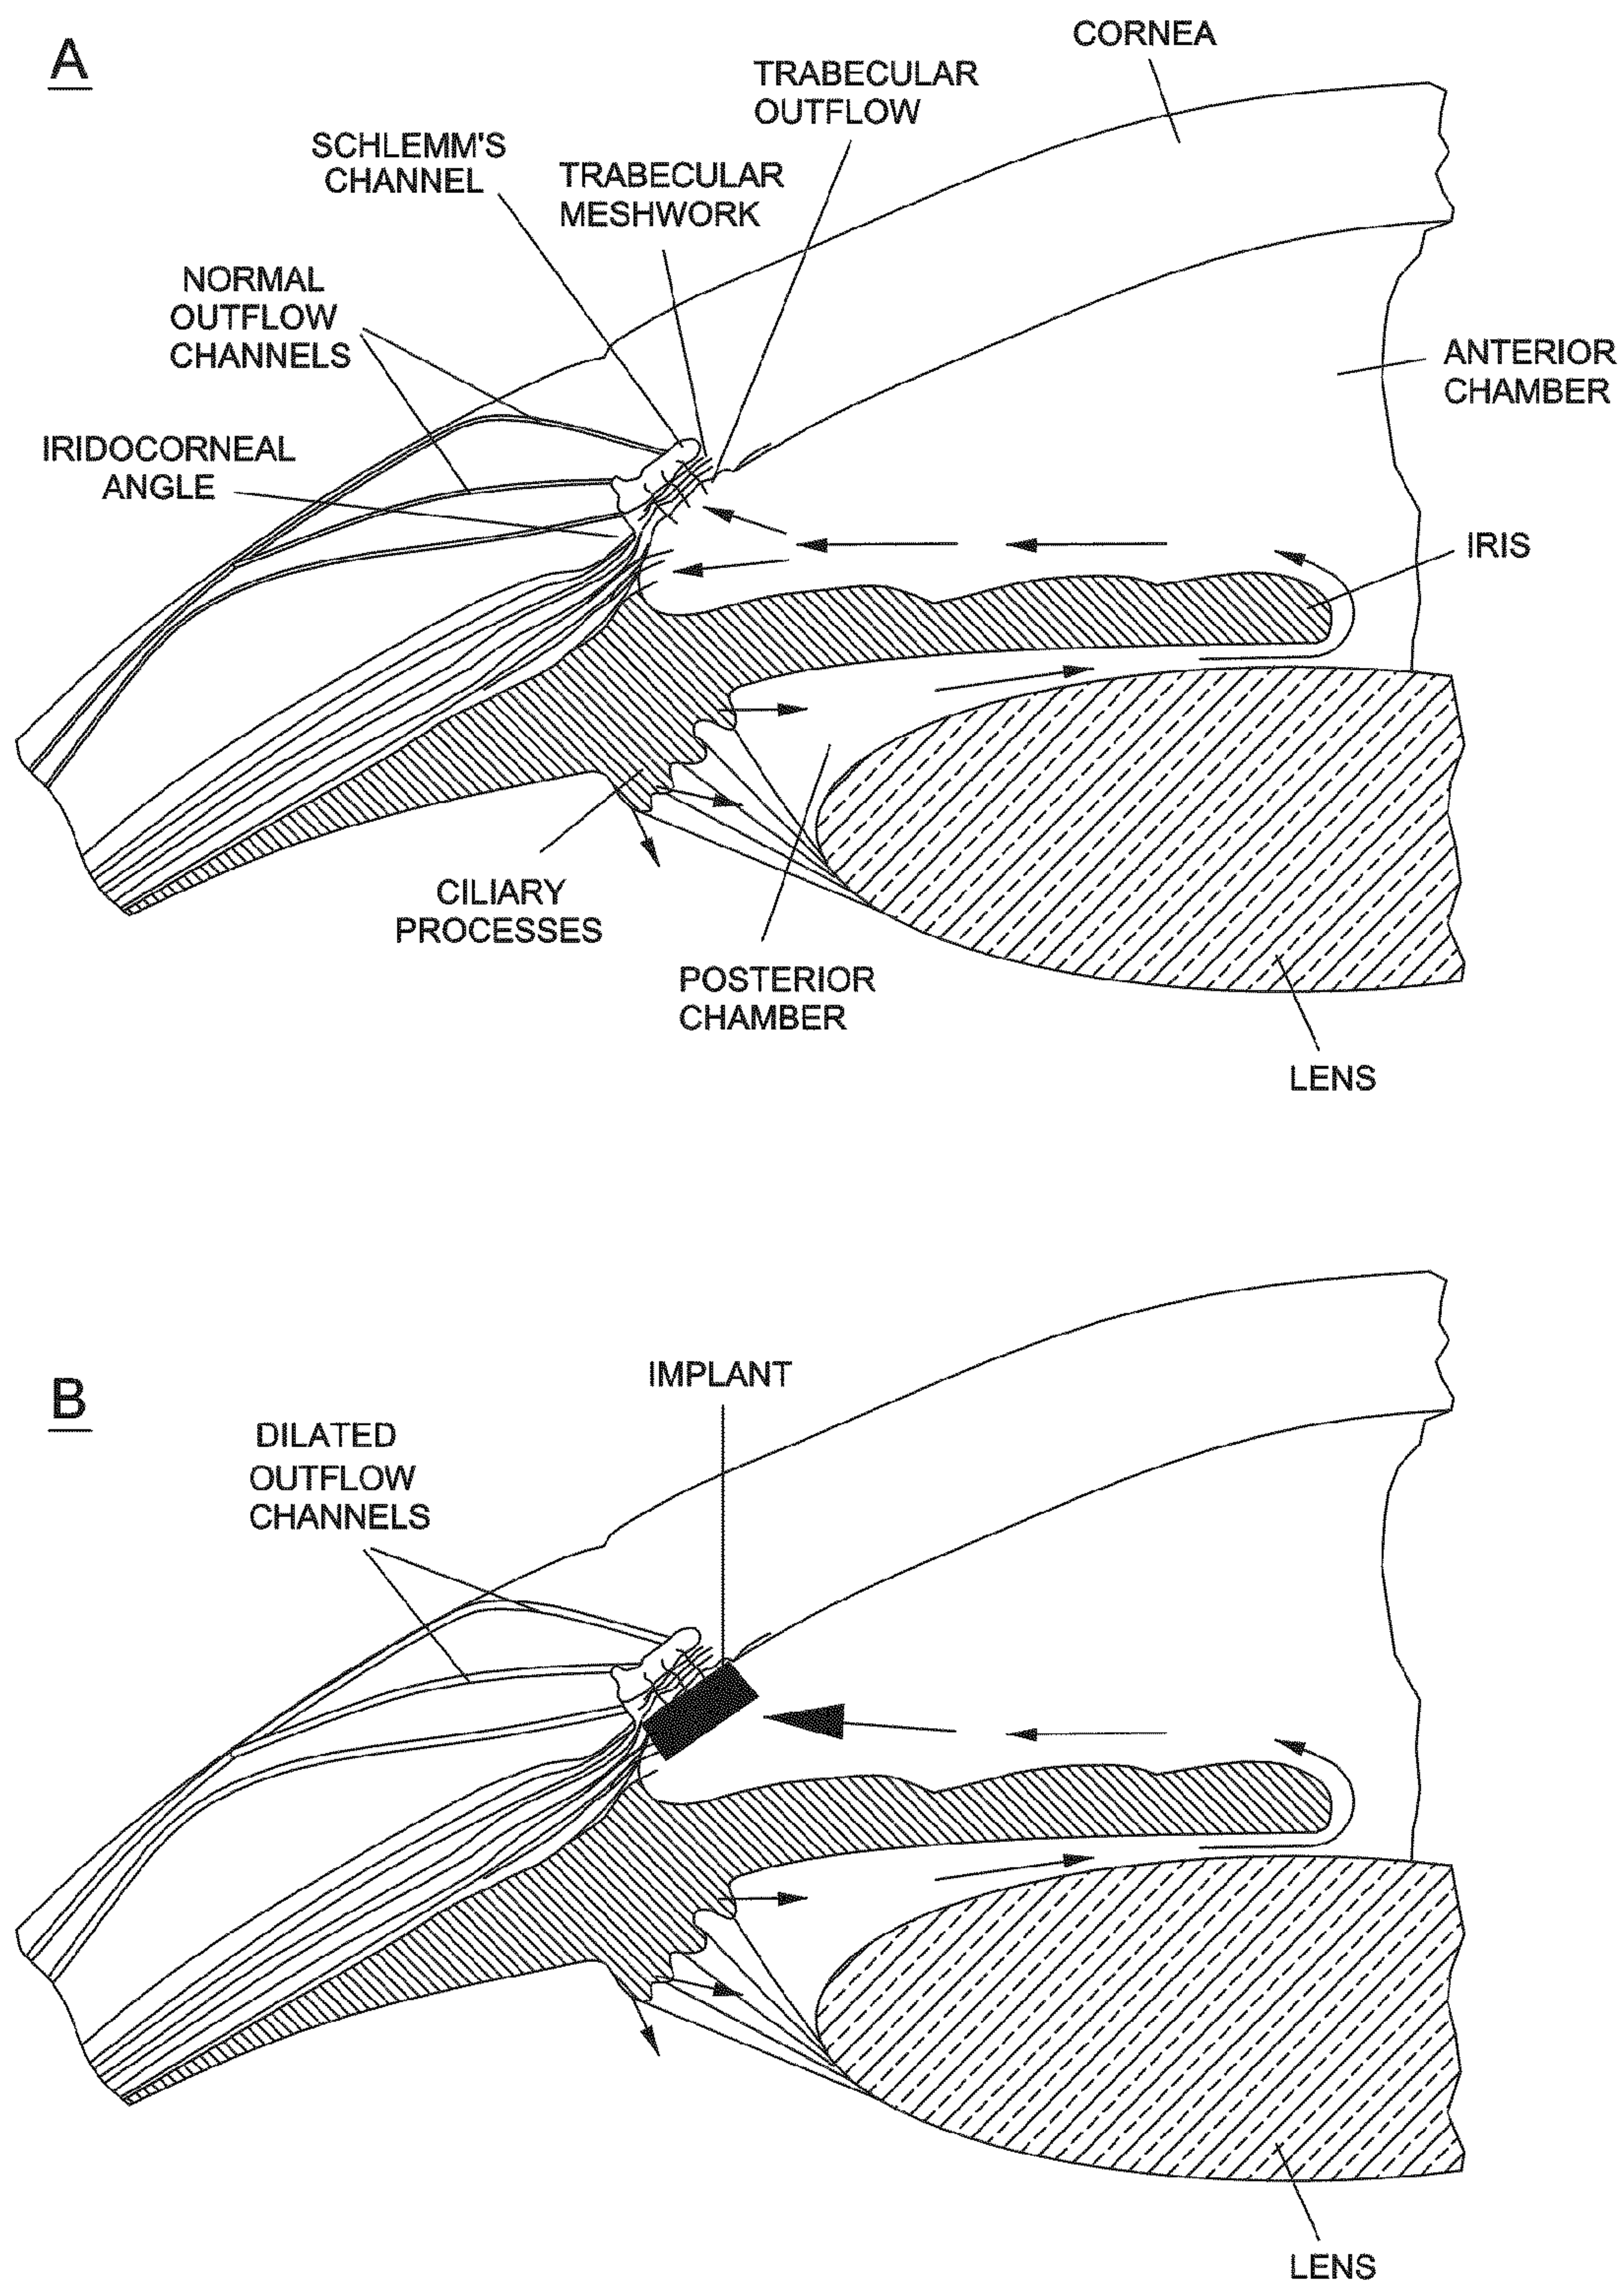 A
CORNEA
TRABECULAR
OUTFLOW
SCHLEMM'S
CHANNEL
TRABECULAR
MESHWORK
NORMAL
OUTFLOW
CHANNELS
ANTERIOR
CHAMBER
IRIDOCORNEAL
ANGLE
IRIS
CILIARY
PROCESSES
POSTERIOR
CHAMBER
LENS
B
IMPLANT
DILATED
OUTFLOW
CHANNELS
LENS